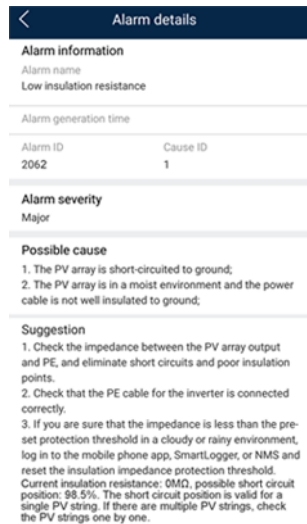 Alarm details
Alarm information
Alarm name
Low insulation resistance
Alarm generation time
Alarm ID Cause ID
2062 1
Alarm severity
Major
Possible cause
1. The PV array is short-circuited to ground;
2. The PV array is in a moist environment and the power
cable is not well insulated to ground;
Suggestion
1. Check the impedance between the PV array output
and PE, and eliminate short circuits and poor insulation
points.
2. Check that the PE cable for the inverter is connected
correctly.
3. If you are sure that the impedance is less than the pre-
set protection threshold in a cloudy or rainy environment,
log in to the mobile phone app, SmartLogger, or NMS and
reset the insulation impedance protection threshold.
Current insulation resistance: 0MΩ, possible short circuit
position: 98.5%. The short circuit position is valid for a
single PV string. If there are multiple PV strings, check
the PV strings one by one.